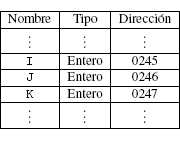 Nombre Tipo Dirección
⋮ ⋮ ⋮
I Entero 0245
J Entero 0246
K Entero 0247
⋮ ⋮ ⋮